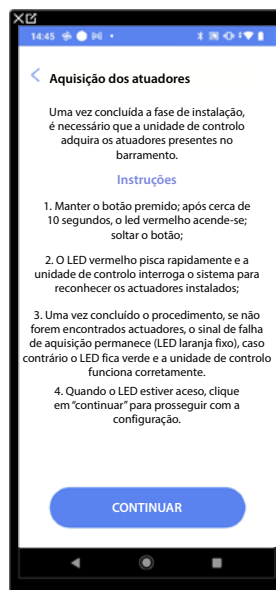 14:45
Aquisição dos atuadores
Uma vez concluída a fase de instalação,
é necessário que a unidade de controlo
adquira os atuadores presentes no
barramento.
Instruções
1. Manter o botão premido; após cerca de
10 segundos, o led vermelho acende-se;
soltar o botão;
2. O LED vermelho pisca rapidamente e a
unidade de controlo interroga o sistema para
reconhecer os actuadores instalados;
3. Uma vez concluído o procedimento, se não
forem encontrados actuadores, o sinal de falha
de aquisição permanece (LED laranja fixo), caso
contrário o LED fica verde e a unidade de controlo
funciona corretamente.
4. Quando o LED estiver aceso, clique
em “continuar” para prosseguir com a
configuração.
CONTINUAR